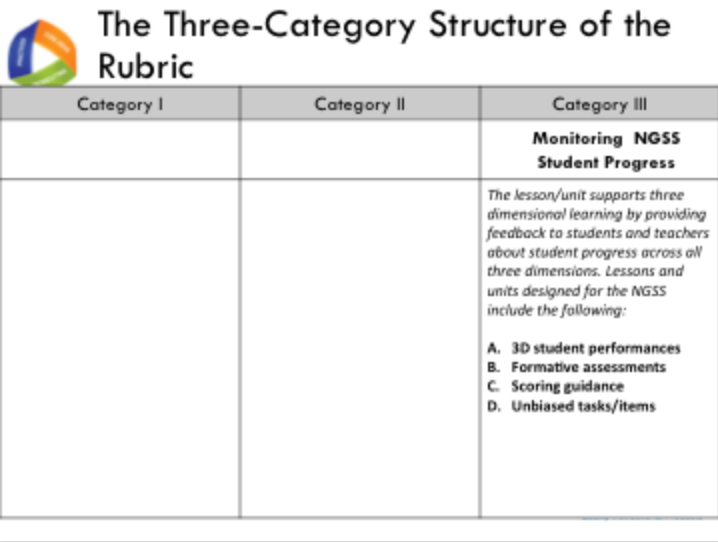 The Three-Category Structure of the
Rubric
Category I
Category II
Category III
Monitoring NGSS
Student Progress
The lesson/unit supports three
dimensional learning by providing
feedback to students and teachers
about student progress across all
three dimensions. Lessons and
units designed for the NGSS
include the following:
A. 3D student performances
B. Formative assessments
C. Scoring guidance
D. Unbiased tasks/items